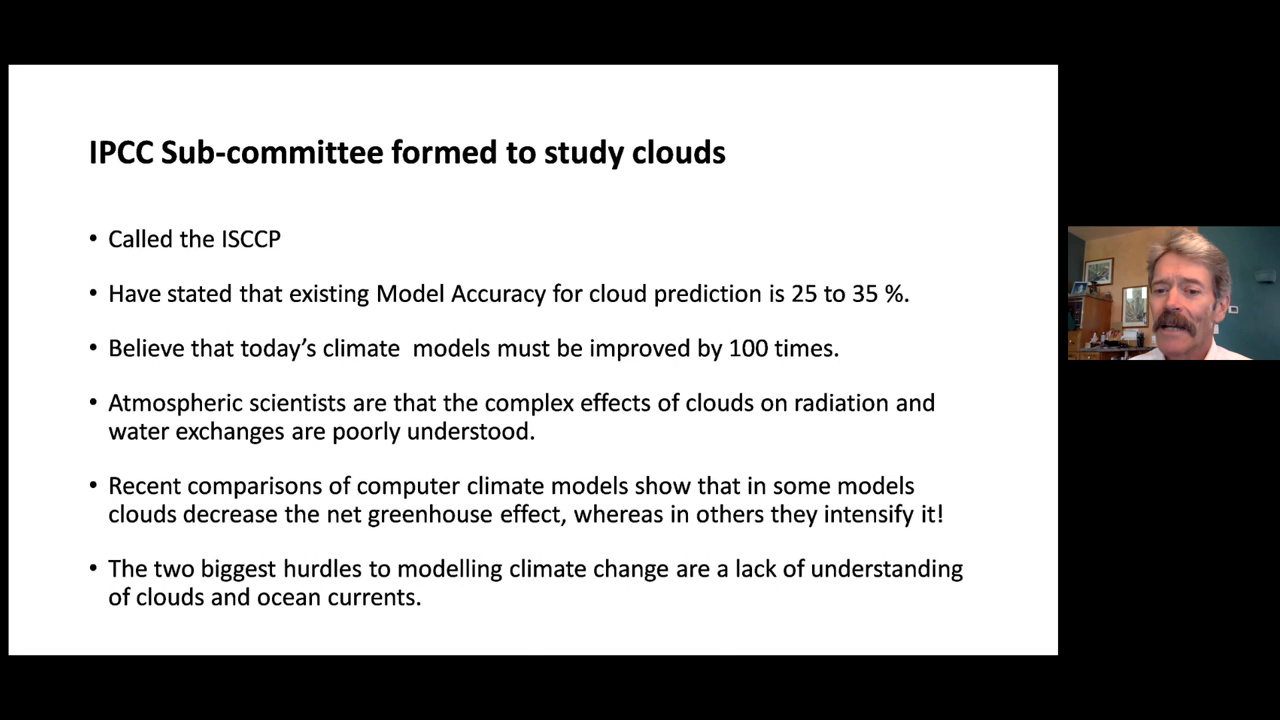 IPCC Sub-committee formed to study clouds
• Called the ISCCP
• Have stated that existing Model Accuracy for cloud prediction is 25 to 35 %.
• Believe that today's climate  models must be improved by 100 times.
• Atmospheric scientists are that the complex effects of clouds on radiation and
water exchanges are poorly understood.
• Recent comparisons of computer climate models show that in some models
clouds decrease the net greenhouse effect, whereas in others they intensify it!
• The two biggest hurdles to modelling climate change are a lack of understanding
of clouds and ocean currents.